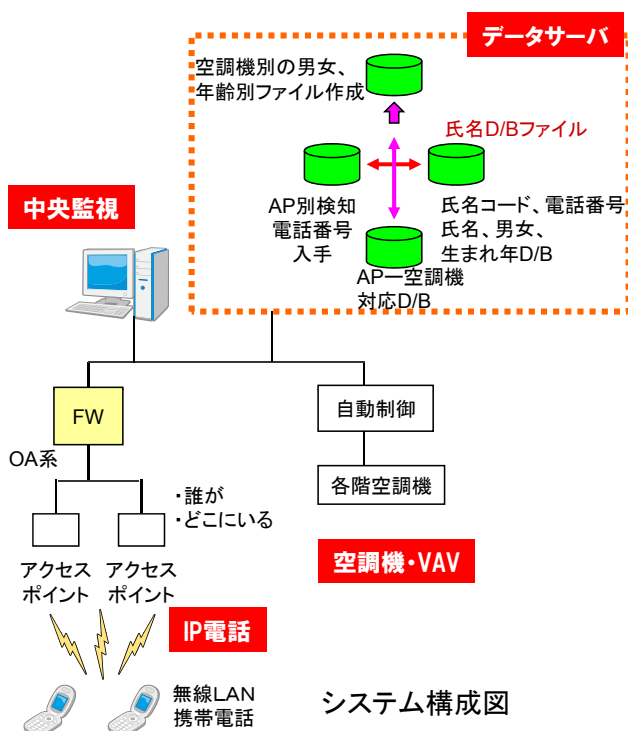 データサーバ
空調機別の男女、
年齢別ファイル作成
氏名D/Bファイル
中央監視
AP別検知
電話番号
入手
氏名コード、電話番号
氏名、男女、
生まれ年D/B
AP―空調機
対応D/B
FW
自動制御
OA系
各階空調機
・誰が
・どこにいる
アクセス
ポイント
アクセス
ポイント
空調機・VAV
IP電話
無線LAN
携帯電話
システム構成図